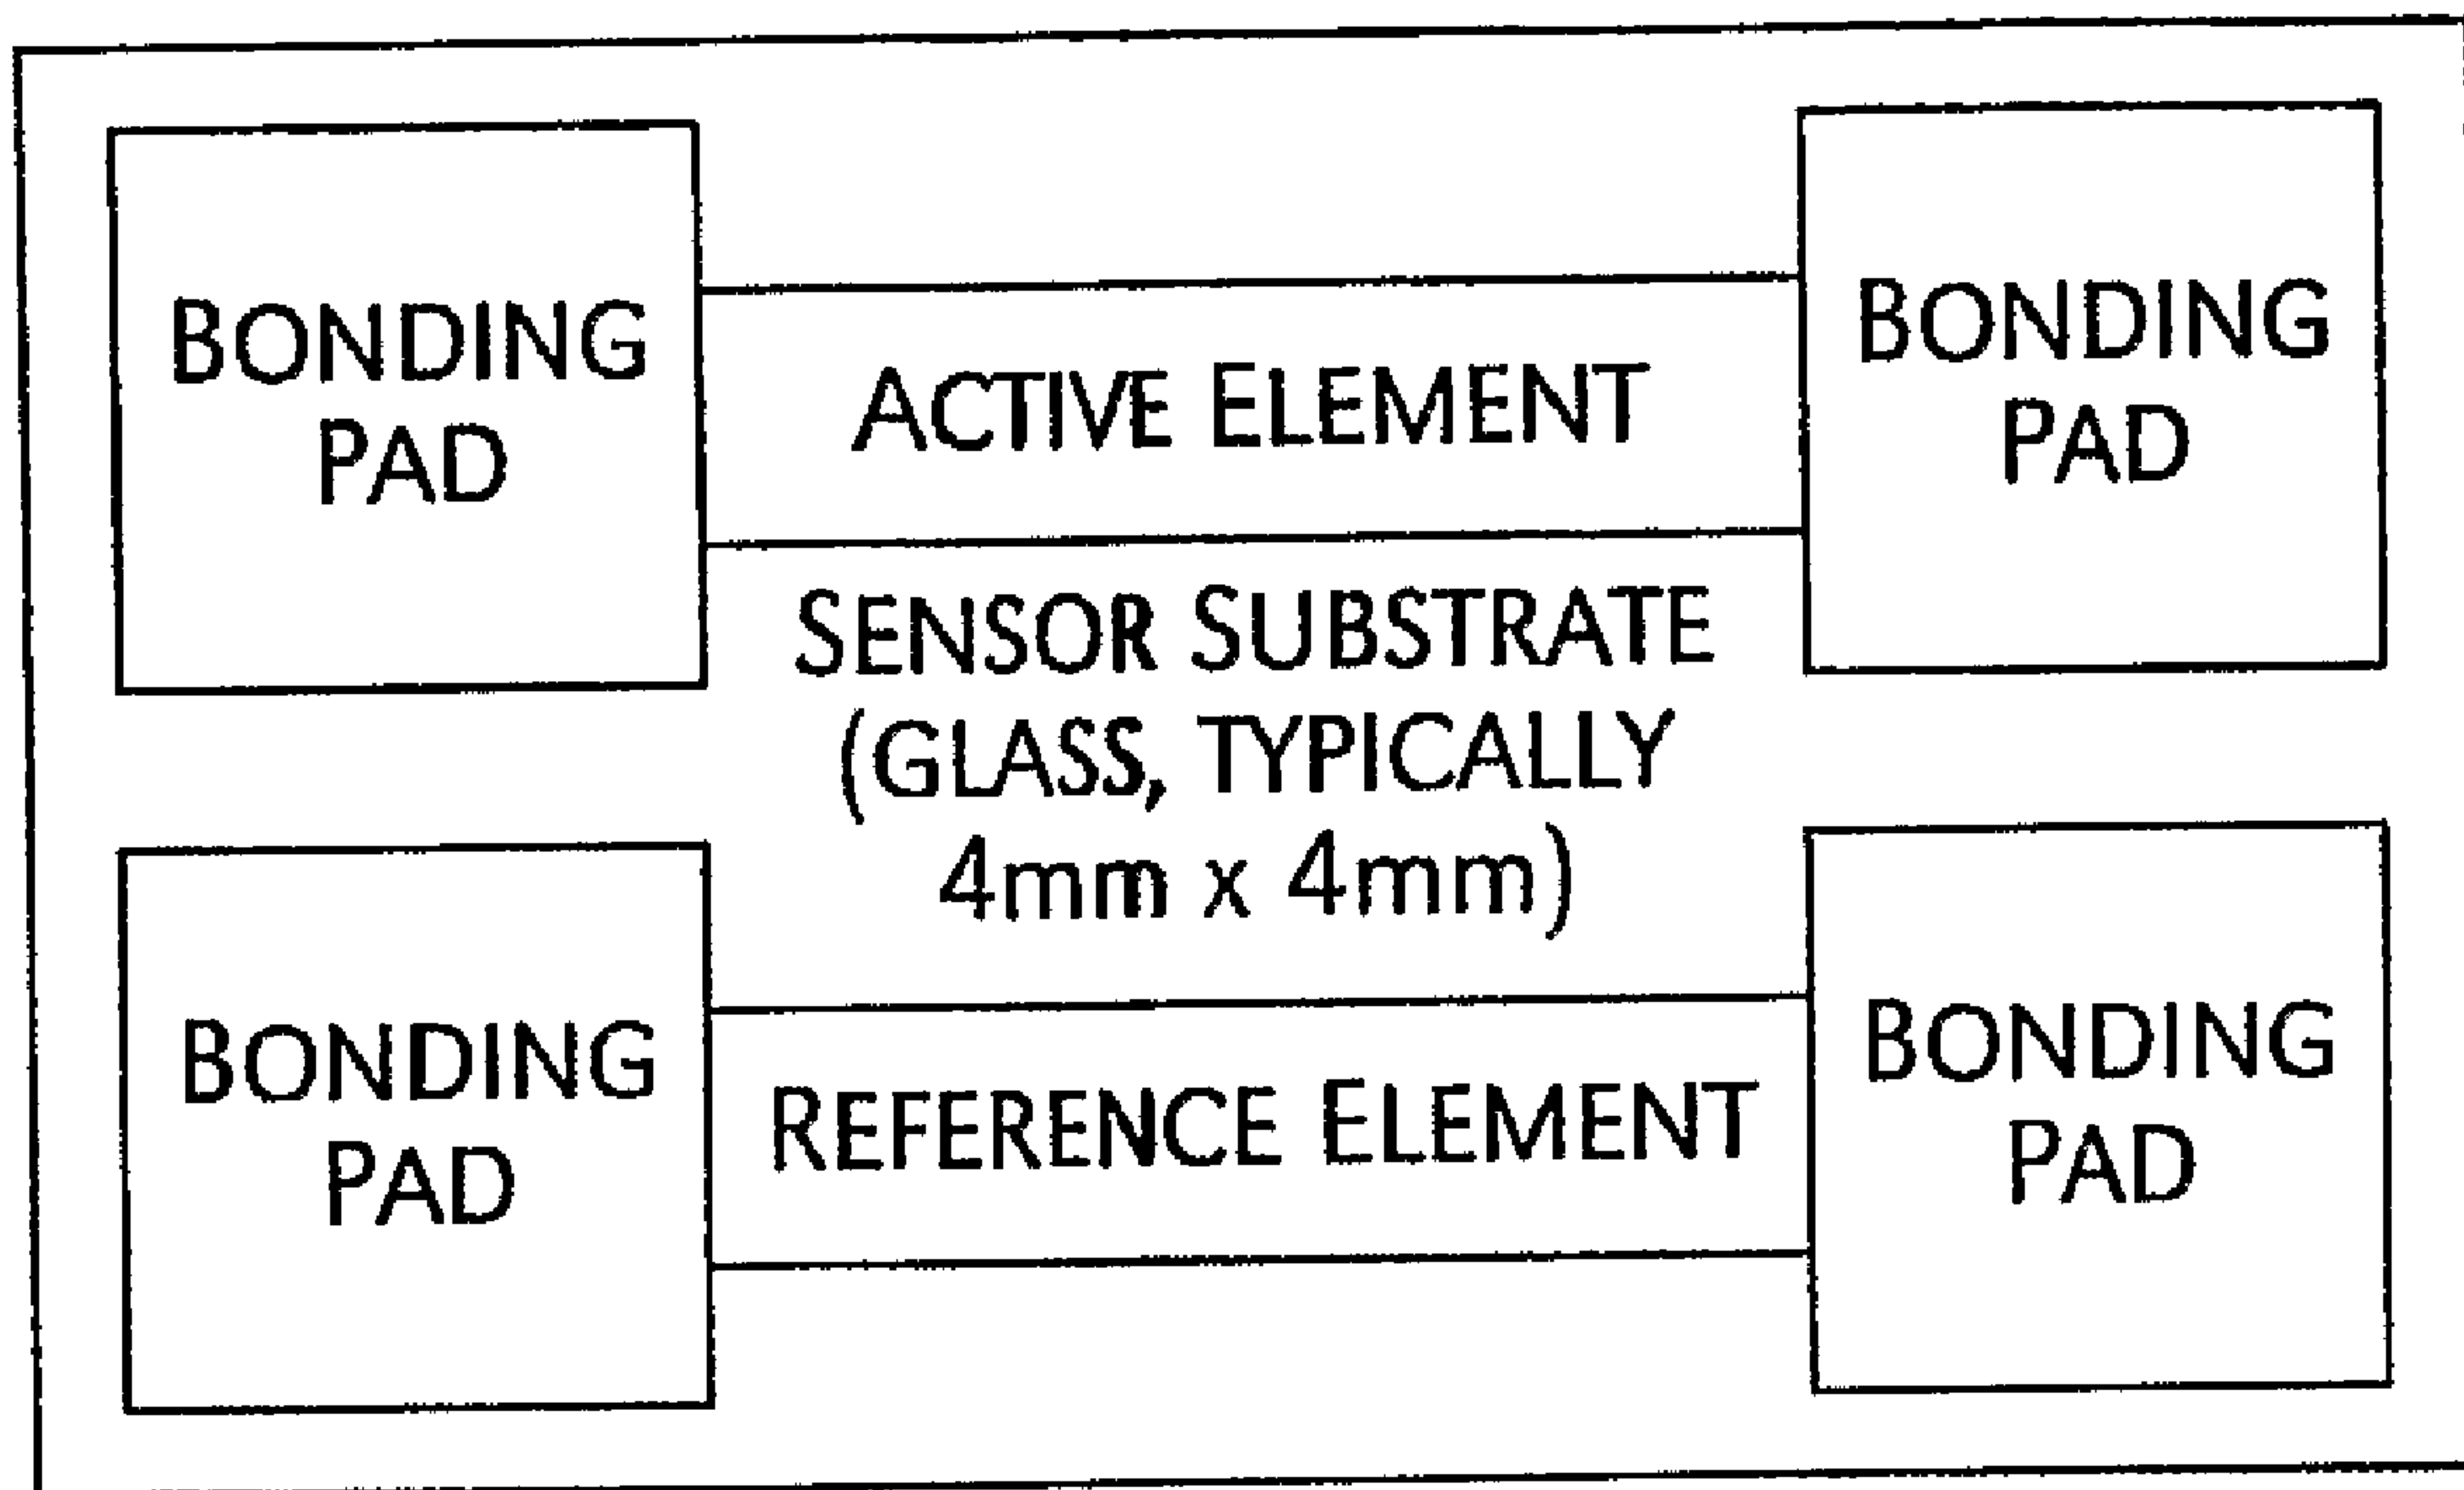 BONDING
PAD
ACTIVE ELEMENT
BONDING
PAD
SENSOR SUBSTRATE
(GLASS, TYPICALLY
4mm x 4mm)
BONDING
PAD
REFERENCE ELEMENT
BONDING
PAD